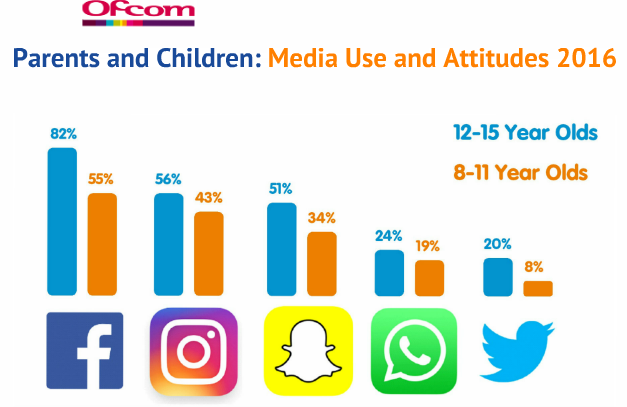 Ofcom
Parents and Children: Media Use and Attitudes 2016
12-15 Year Olds
8-11 Year Olds
82%
55%
56%
43%
51%
34%
24%
19%
20%
8%
f